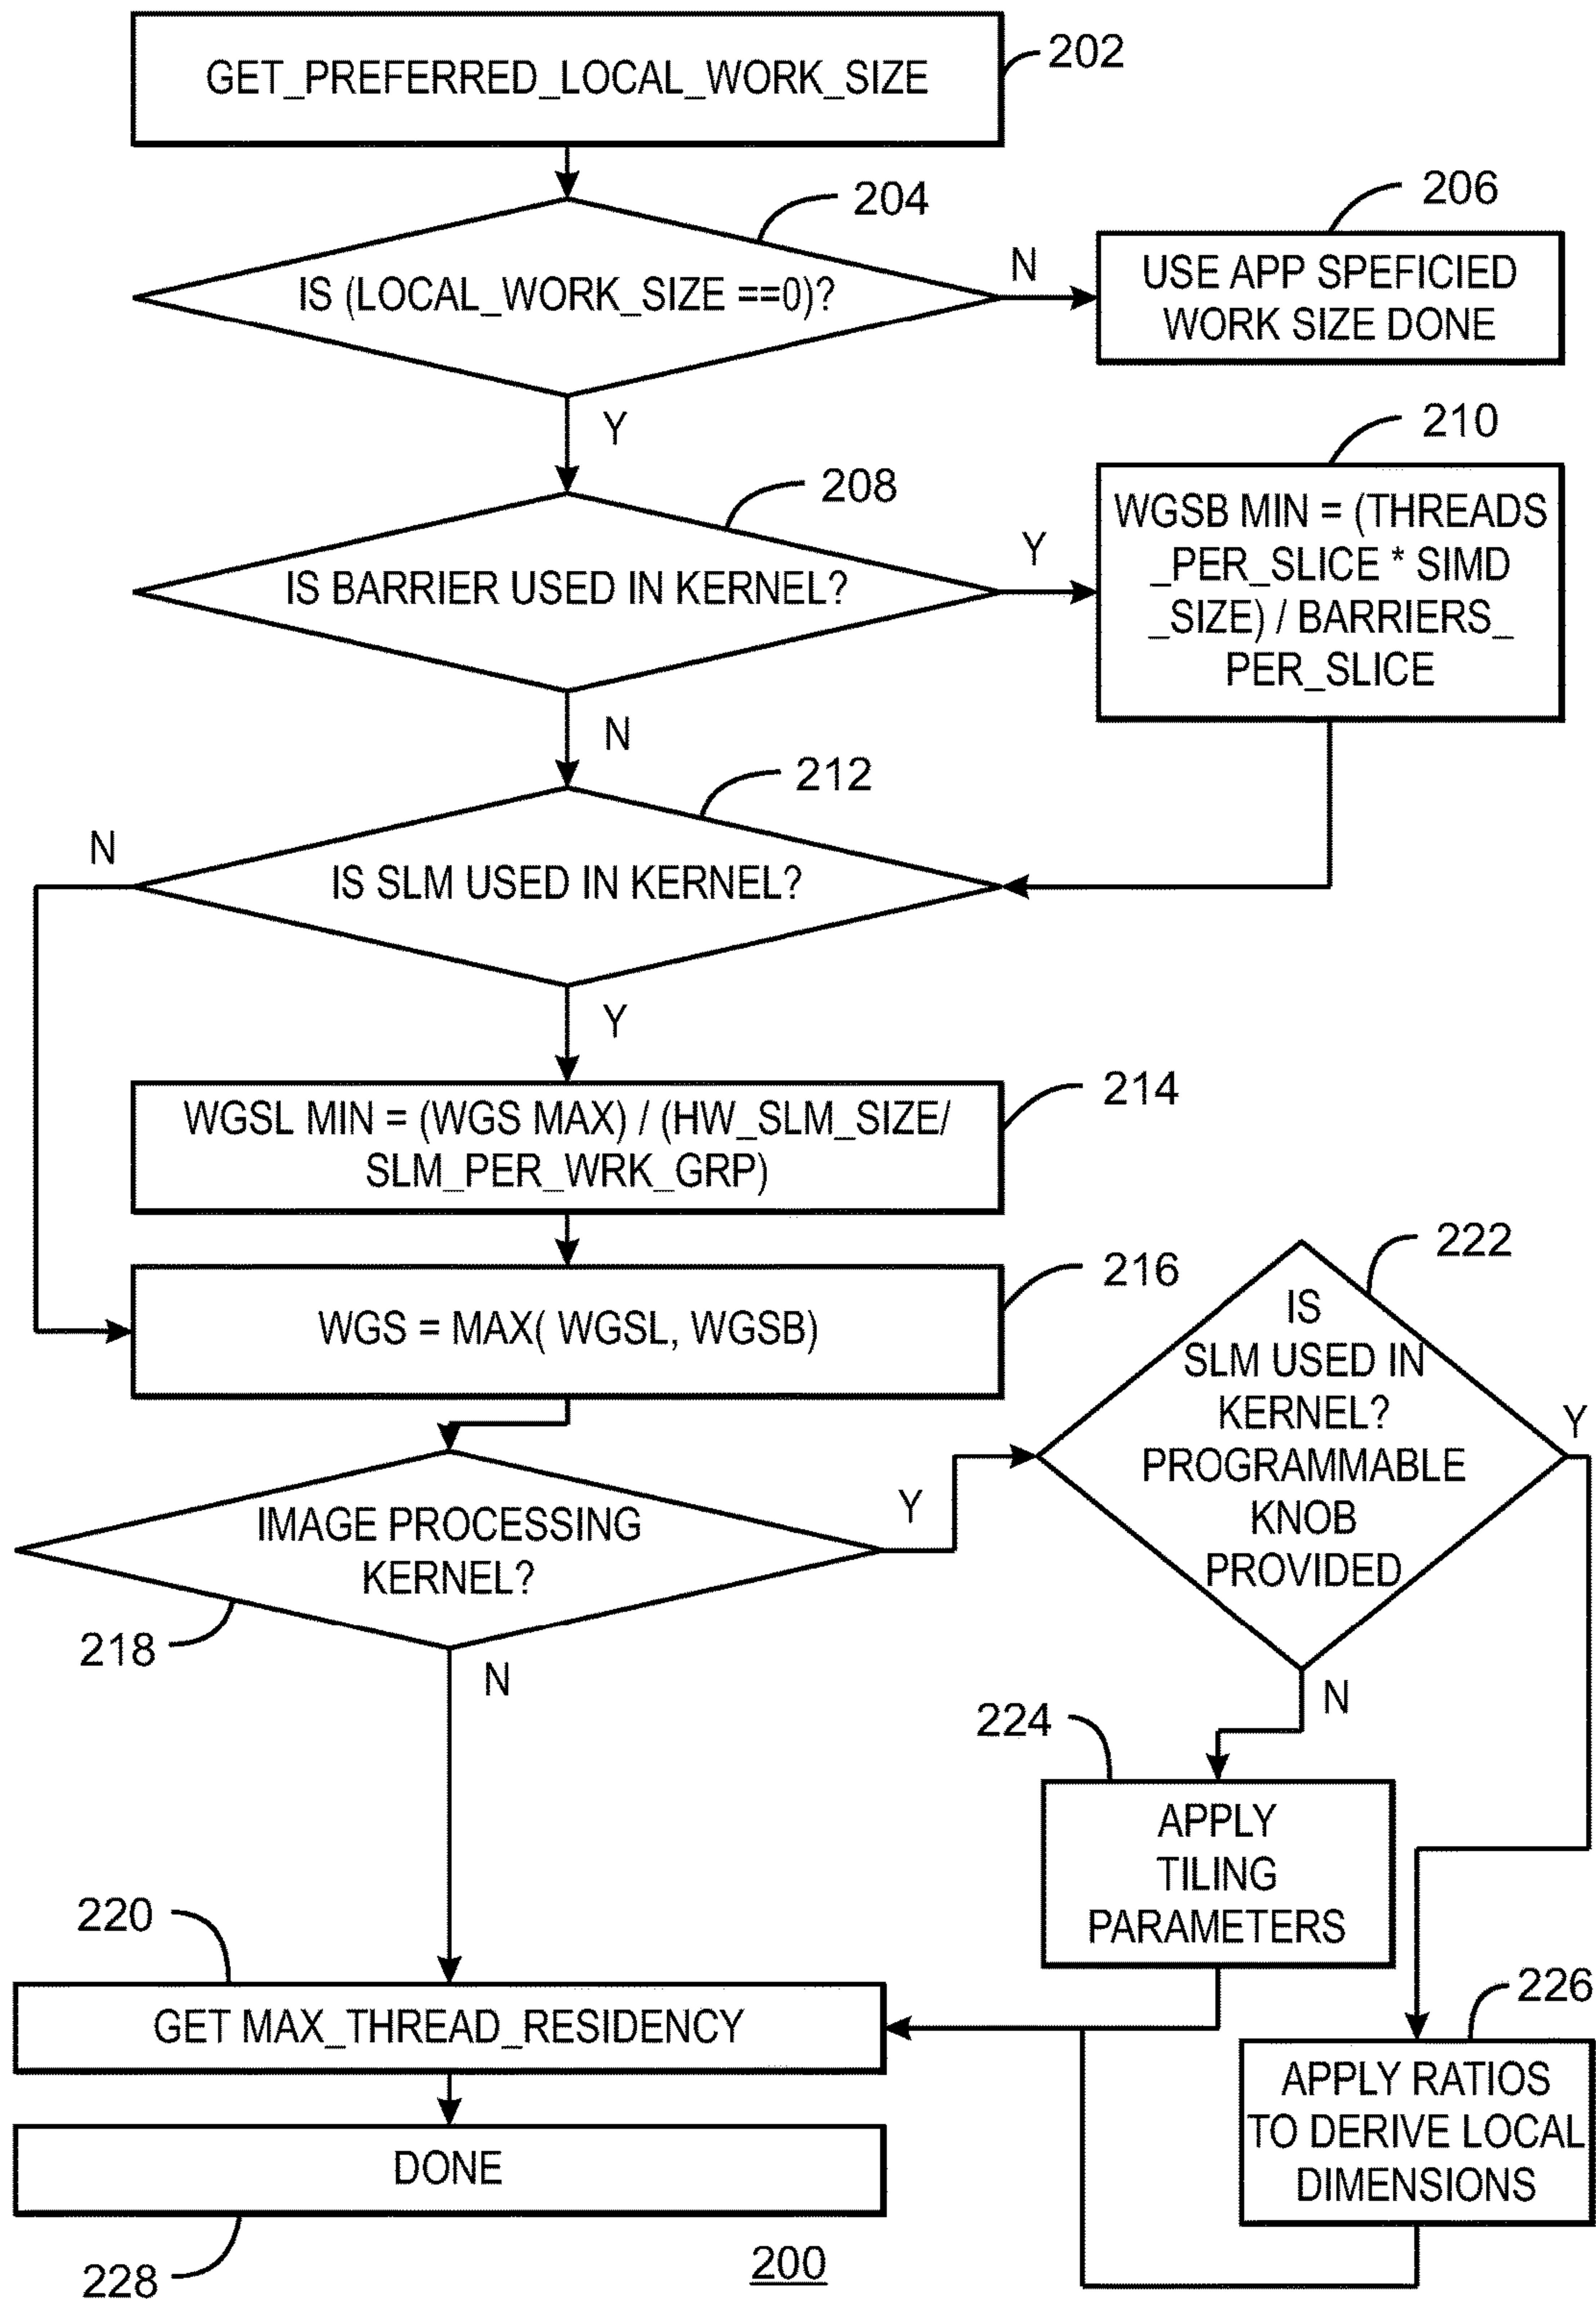 GET_PREFERRED_LOCAL_WORK_SIZE
202
204
IS (LOCAL_WORK_SIZE ==0)?
N
206
USE APP SPEFICIED
WORK SIZE DONE
Y
208
IS BARRIER USED IN KERNEL?
Y
210
WGSB MIN = (THREADS
_PER_SLICE * SIMD
_SIZE) / BARRIERS_
PER_SLICE
N
212
N
IS SLM USED IN KERNEL?
Y
214
WGSL MIN = (WGS MAX) / (HW_SLM_SIZE/
SLM_PER_WRK_GRP)
216
WGS = MAX( WGSL, WGSB)
222
IS
SLM USED IN
KERNEL?
PROGRAMMABLE
KNOB
PROVIDED
Y
IMAGE PROCESSING
KERNEL?
Y
218
N
N
224
APPLY
TILING
PARAMETERS
220
GET MAX_THREAD_RESIDENCY
226
APPLY RATIOS
TO DERIVE LOCAL
DIMENSIONS
DONE
228
200